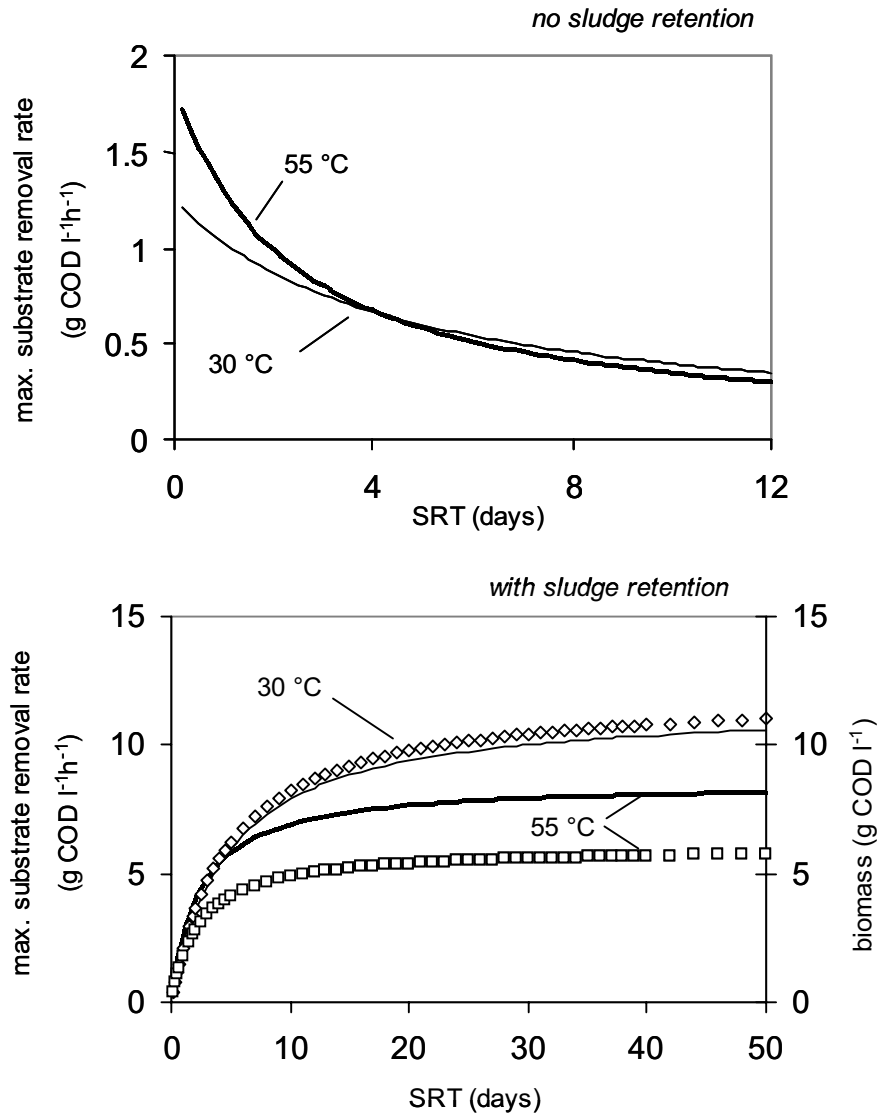 no sludge retention
max. substrate removal rate
(g COD l⁻¹h⁻¹)
2
1.5
1
0.5
0
55 °C
30 °C
0 4 8 12
SRT (days)
with sludge retention
max. substrate removal rate
(g COD l⁻¹h⁻¹)
15
10
5
0
30 °C
55 °C
15
10
5
0
biomass (g COD l⁻¹)
0 10 20 30 40 50
SRT (days)